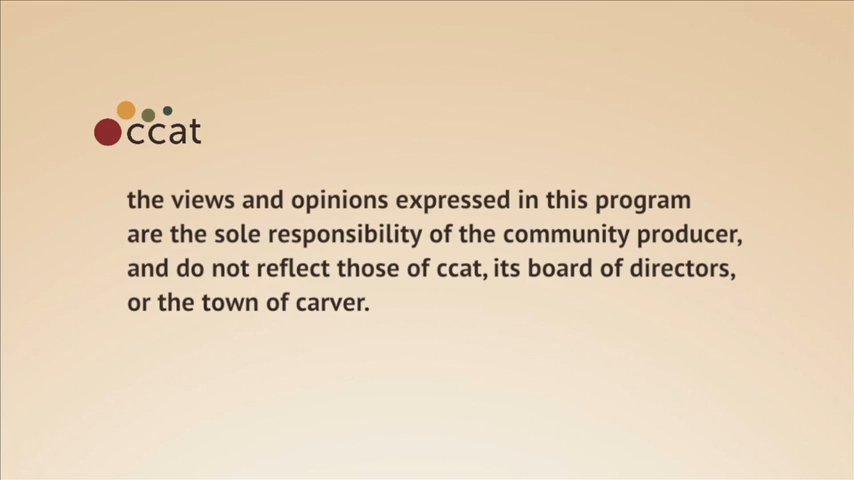 ccat
the views and opinions expressed in this program
are the sole responsibility of the community producer,
and do not reflect those of ccat, its board of directors,
or the town of carver.